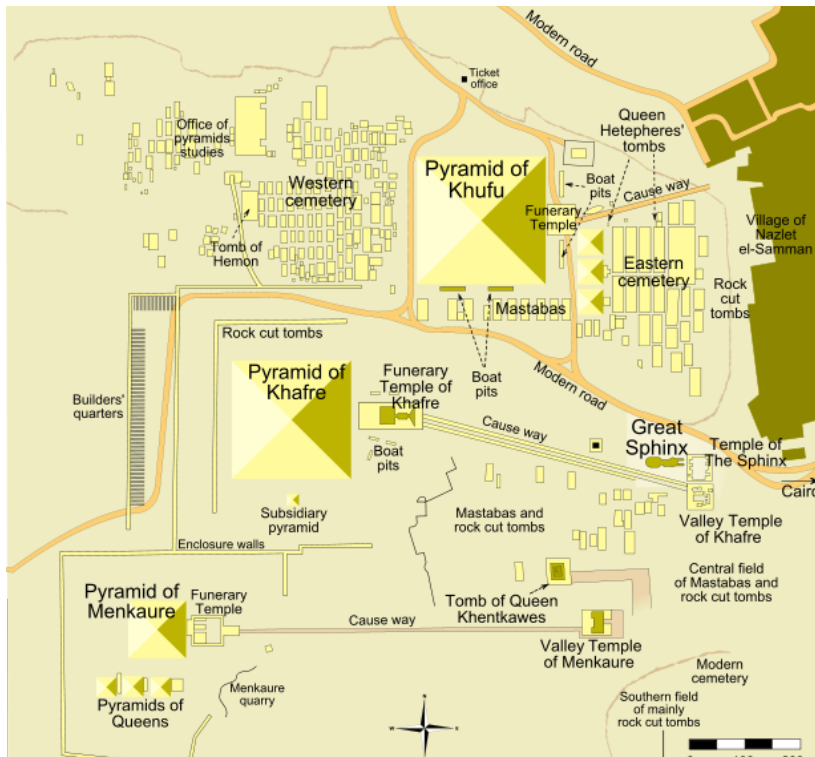 Modern road
Ticket
office
Queen
Hetepheres'
tombs
Office of
pyramids
studies
Western
cemetery
Pyramid of
Khufu
Boat
pits
Cause way
Funerary
Temple
Village of
Nazlet
el-Samman
Tomb of
Hemon
Eastern
cemetery
Rock
cut
tombs
Mastabas
Rock cut tombs
Pyramid of
Khafre
Funerary
Temple of
Khafre
Boat
pits
Modern road
Builders'
quarters
Cause way
Great
Sphinx
Temple of
The Sphinx
Boat
pits
Cairo
Subsidiary
pyramid
Mastabas and
rock cut tombs
Valley Temple
of Khafre
Enclosure walls
Central field
of Mastabas and
rock cut tombs
Pyramid of
Menkaure
Funerary
Temple
Tomb of Queen
Khentkawes
Cause way
Valley Temple
of Menkaure
Modern
cemetery
Pyramids of
Queens
Menkaure
quarry
Southern field
of mainly
rock cut tombs
N
W
E
S